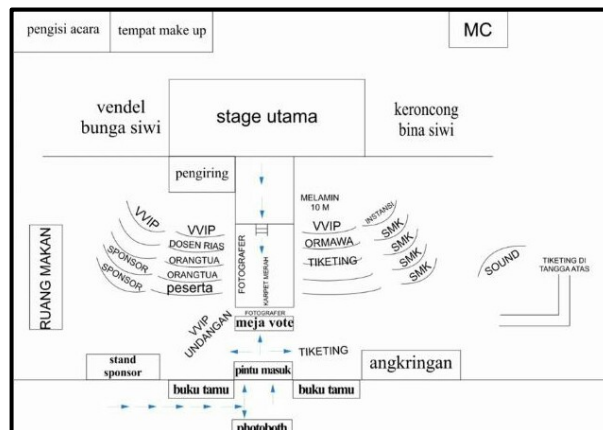 pengisi acara
tempat make up
MC
vendel
bunga siwi
stage utama
keroncong
bina siwi
pengiring
MELAMIN
10 M
VVIP
VVIP
VVIP
INSTANSI
DOSEN RIAS
ORMAWA
SMK
SPONSOR
ORANGTUA
TIKETING
SMK
SPONSOR
ORANGTUA
SMK
peserta
SMK
FOTOGRAFER
KARPET MERAH
RUANG MAKAN
SOUND
TIKETING DI
TANGGA ATAS
FOTOGRAFER
meja vote
VVIP
UNDANGAN
TIKETING
stand
sponsor
pintu masuk
angkringan
buku tamu
buku tamu
photoboth